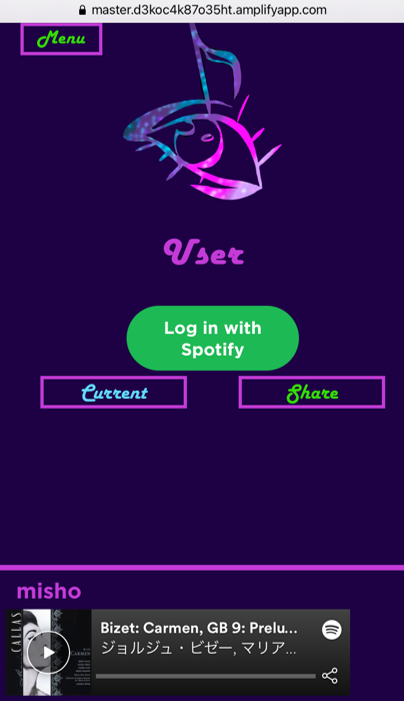 master.d3koc4k87o35ht.amplifyapp.com
Menu
User
Log in with
Spotify
Current
Share
misho
CALLAS
Bizet: Carmen, GB 9: Prelu...
ジョルジュ・ビゼー, マリア...